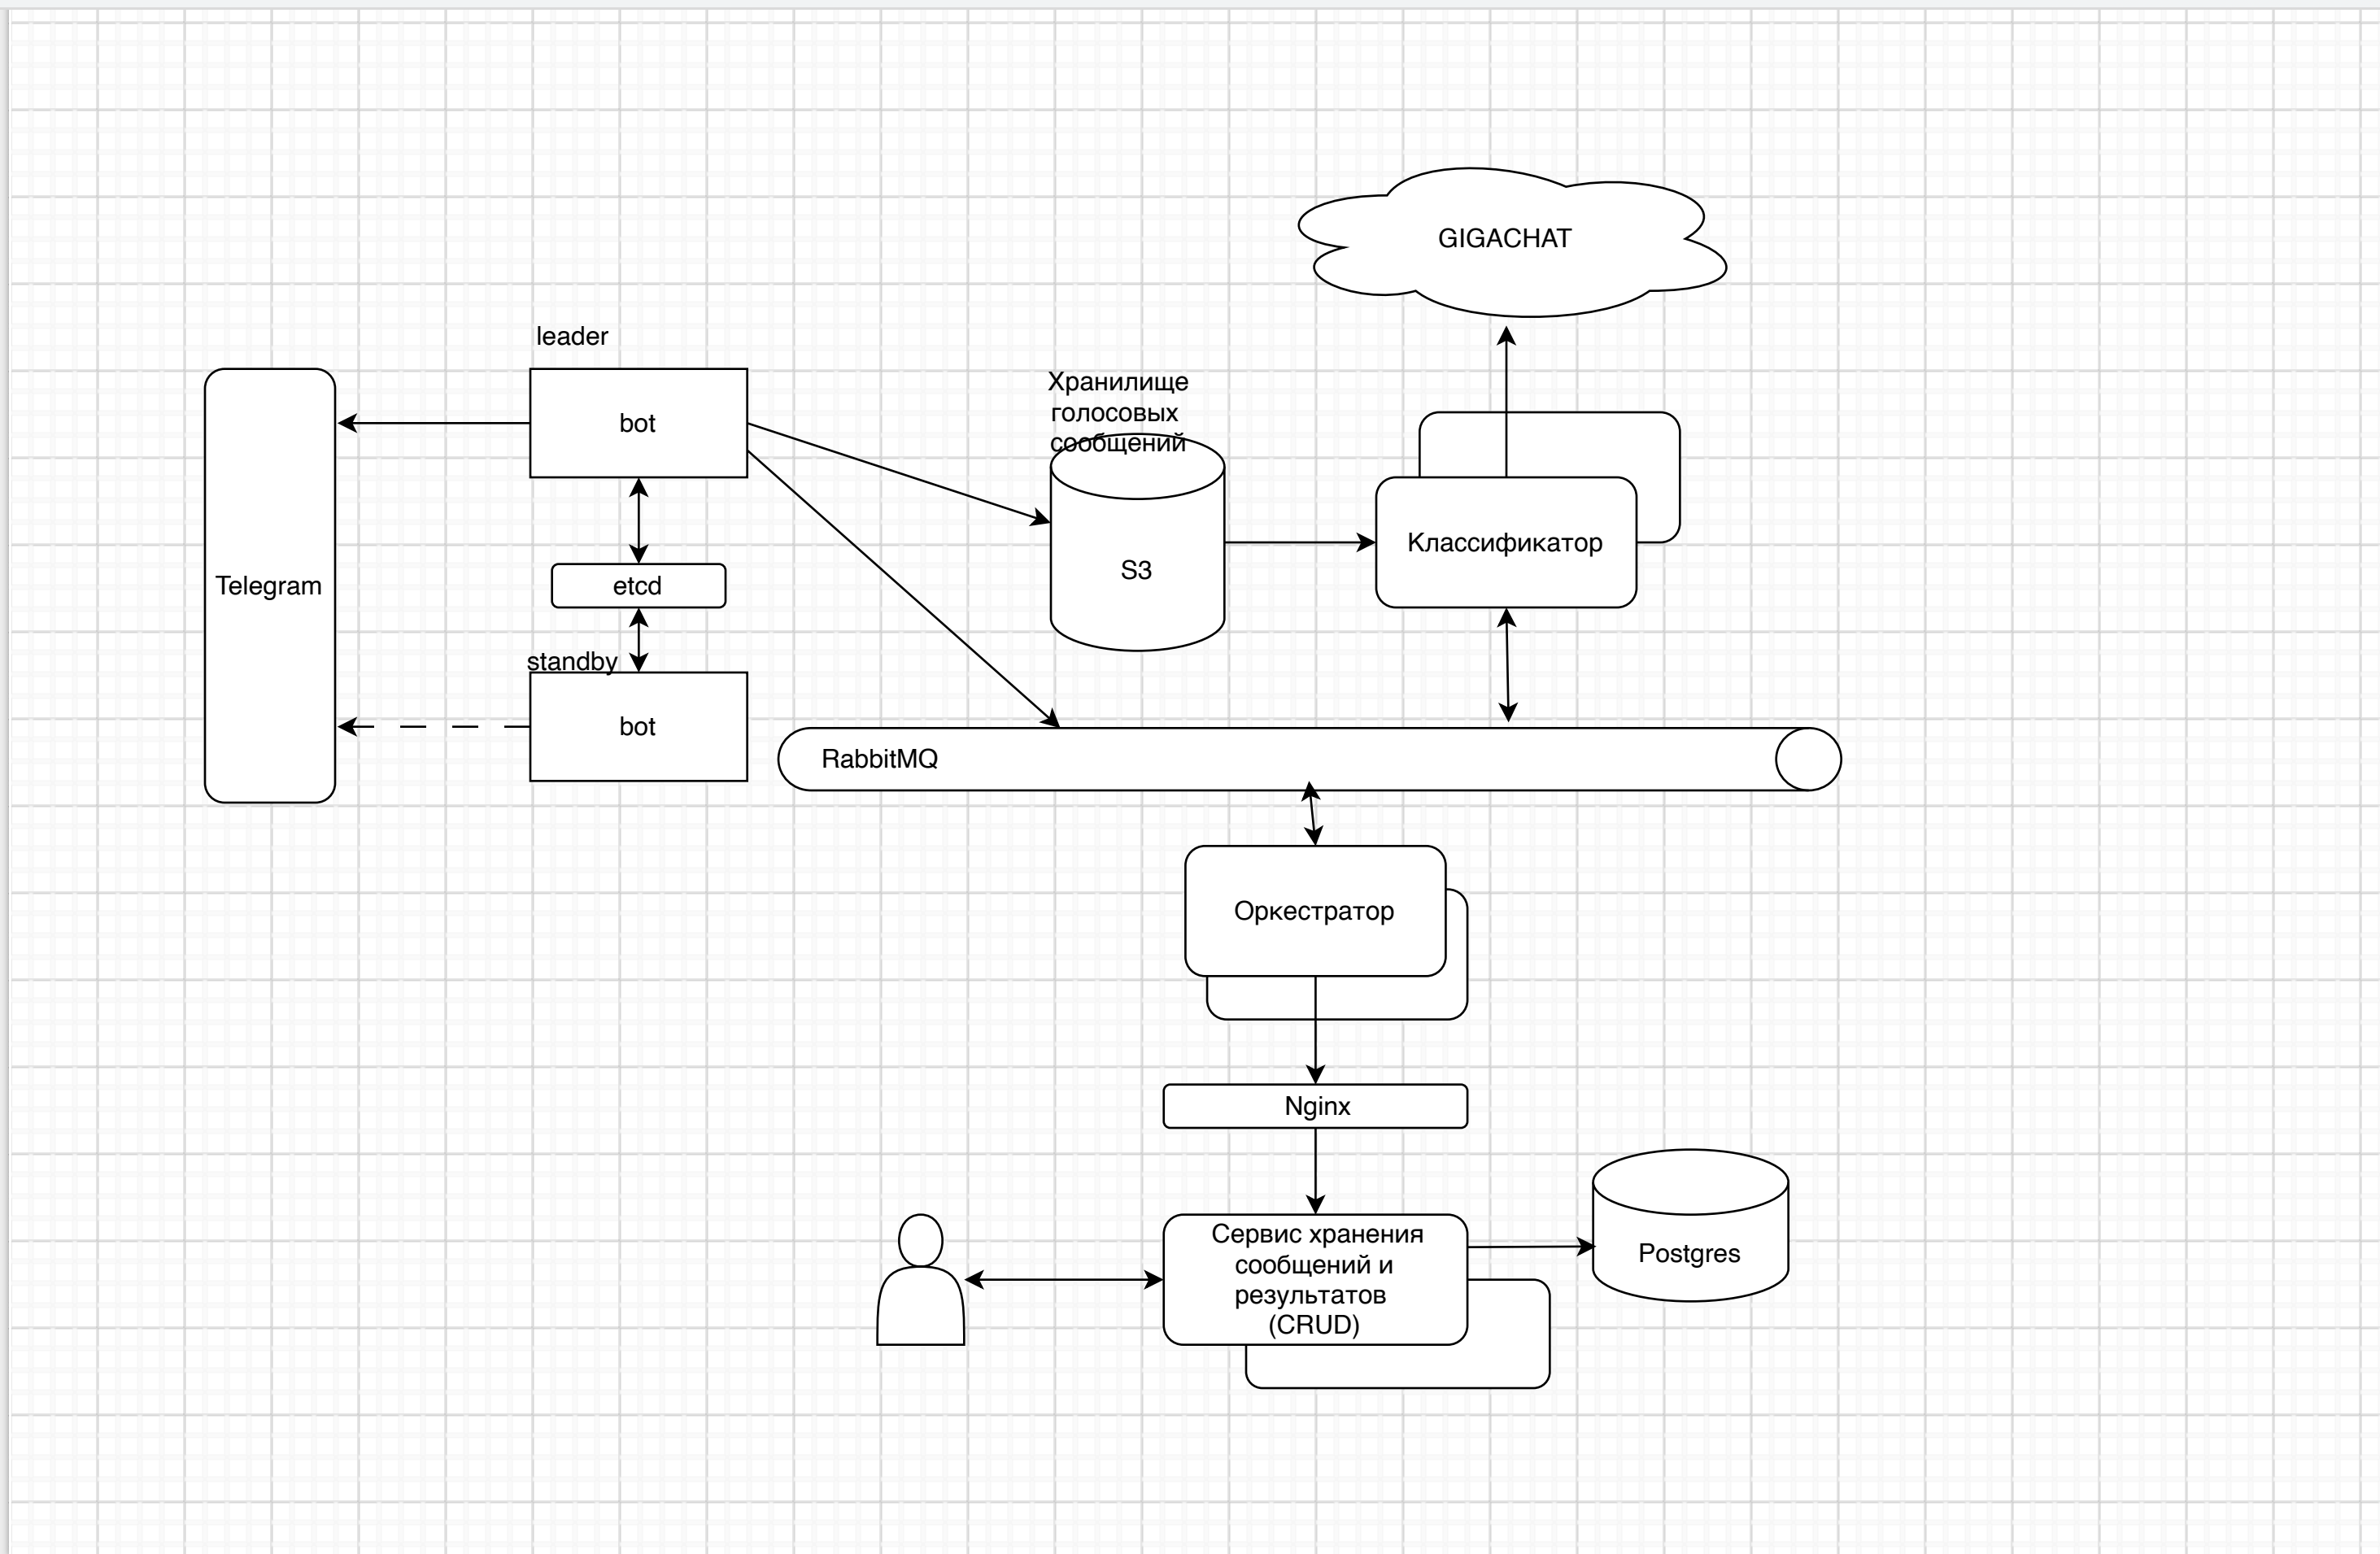 GIGACHAT
leader
bot
Хранилище
голосовых
сообщений
S3
Классификатор
Telegram
etcd
standby
bot
RabbitMQ
Оркестратор
Nginx
Сервис хранения
сообщений и
результатов
(CRUD)
Postgres